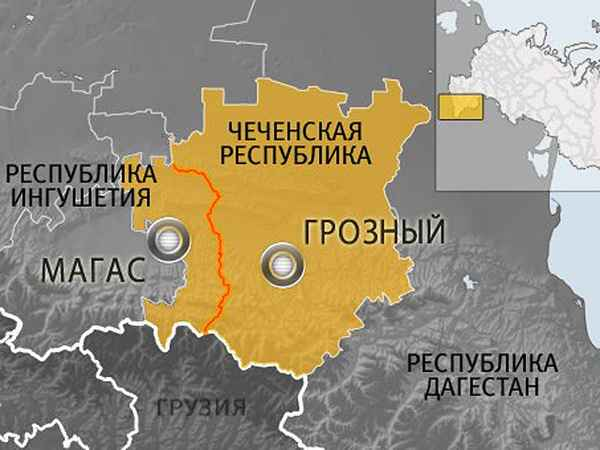 ЧЕЧЕНСКАЯ
РЕСПУБЛИКА
РЕСПУБЛИКА
ИНГУШЕТИЯ
ГРОЗНЫЙ
МАГАС
РЕСПУБЛИКА
ДАГЕСТАН
ГРУЗИЯ